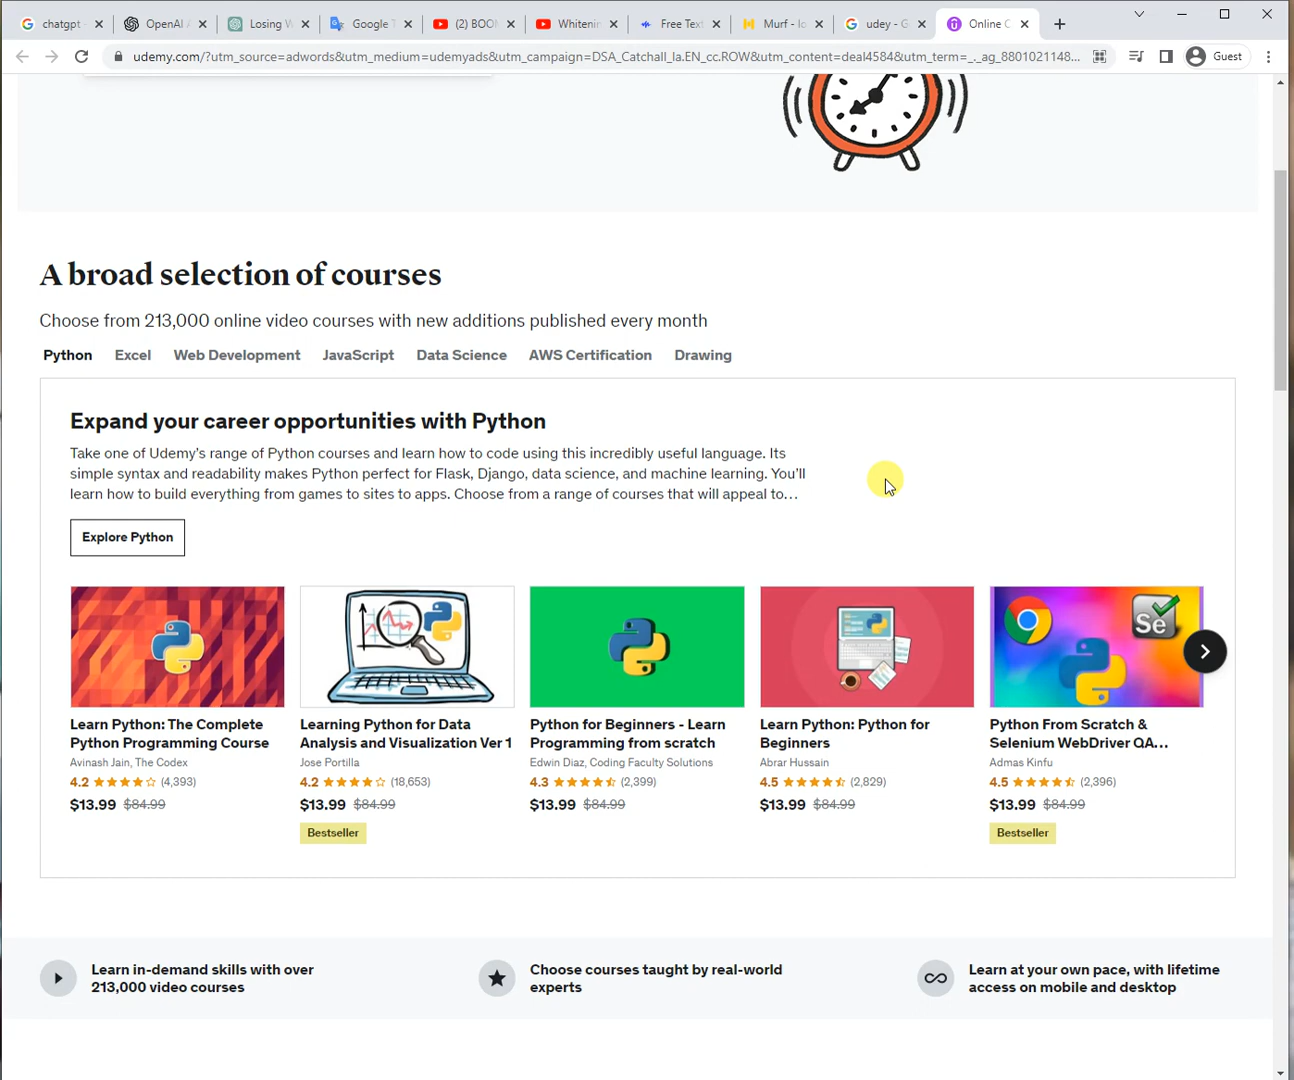 chatgpt -
OpenAI
Losing
Google
(2) BOO
Whitenin
Free Text
Murf - Io
udey - G
Online C
udemy.com/?utm_source=adwords&utm_medium=udemyads&utm_campaign=DSA_Catchall_la.EN_cc.ROW&utm_content=deal4584&utm_term=_._ag_8801021148...
Guest
A broad selection of courses
Choose from 213,000 online video courses with new additions published every month
Python Excel Web Development JavaScript Data Science AWS Certification Drawing
Expand your career opportunities with Python
Take one of Udemy's range of Python courses and learn how to code using this incredibly useful language. Its
simple syntax and readability makes Python perfect for Flask, Django, data science, and machine learning. You'll
learn how to build everything from games to sites to apps. Choose from a range of courses that will appeal to...
Explore Python
Learn Python: The Complete
Python Programming Course
Avinash Jain, The Codex
4.2 (4,393)
$13.99 $84.99
Learning Python for Data
Analysis and Visualization Ver 1
Jose Portilla
4.2 (18,653)
$13.99 $84.99
Bestseller
Python for Beginners - Learn
Programming from scratch
Edwin Diaz, Coding Faculty Solutions
4.3 (2,399)
$13.99 $84.99
Learn Python: Python for
Beginners
Abrar Hussain
4.5 (2,829)
$13.99 $84.99
Se
Python From Scratch &
Selenium WebDriver QA...
Admas Kinfu
4.5 (2,396)
$13.99 $84.99
Bestseller
Learn in-demand skills with over
213,000 video courses
Choose courses taught by real-world
experts
Learn at your own pace, with lifetime
access on mobile and desktop